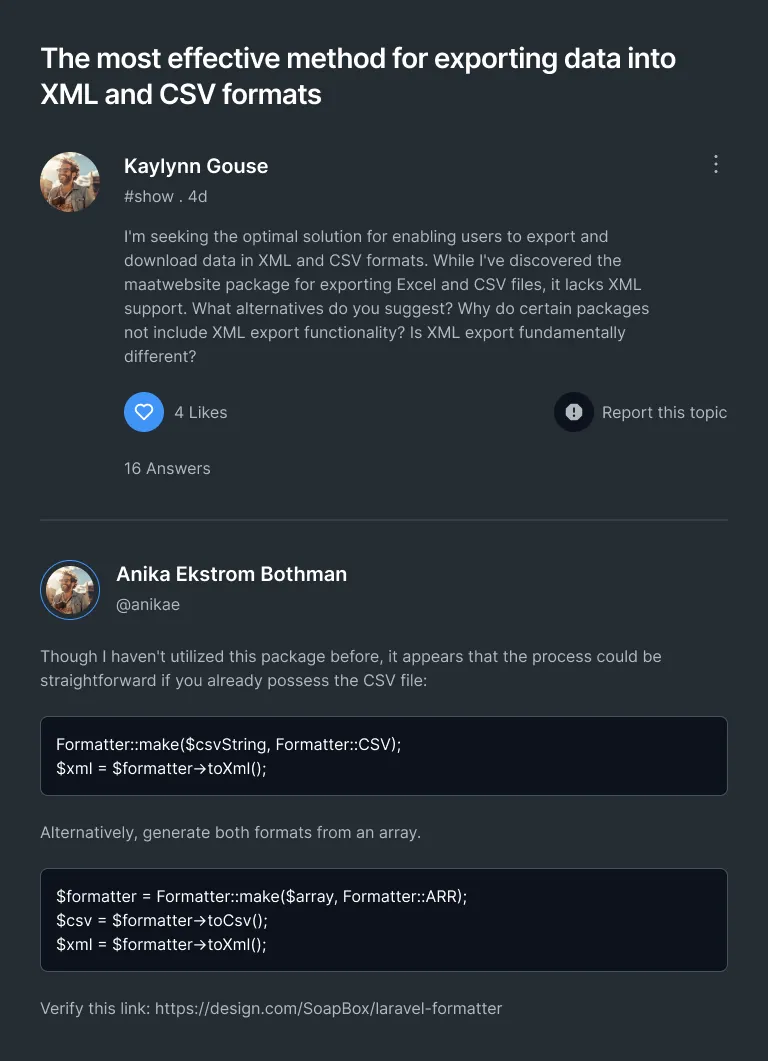 The most effective method for exporting data into
XML and CSV formats
Kaylynn Gouse
#show . 4d
I'm seeking the optimal solution for enabling users to export and
download data in XML and CSV formats. While I've discovered the
maatwebsite package for exporting Excel and CSV files, it lacks XML
support. What alternatives do you suggest? Why do certain packages
not include XML export functionality? Is XML export fundamentally
different?
4 Likes
Report this topic
16 Answers
Anika Ekstrom Bothman
@anikae
Though I haven't utilized this package before, it appears that the process could be
straightforward if you already possess the CSV file:
Formatter::make($csvString, Formatter::CSV);
$xml = $formatter→toXml();
Alternatively, generate both formats from an array.
$formatter = Formatter::make($array, Formatter::ARR);
$csv = $formatter→toCsv();
$xml = $formatter→toXml();
Verify this link: https://design.com/SoapBox/laravel-formatter